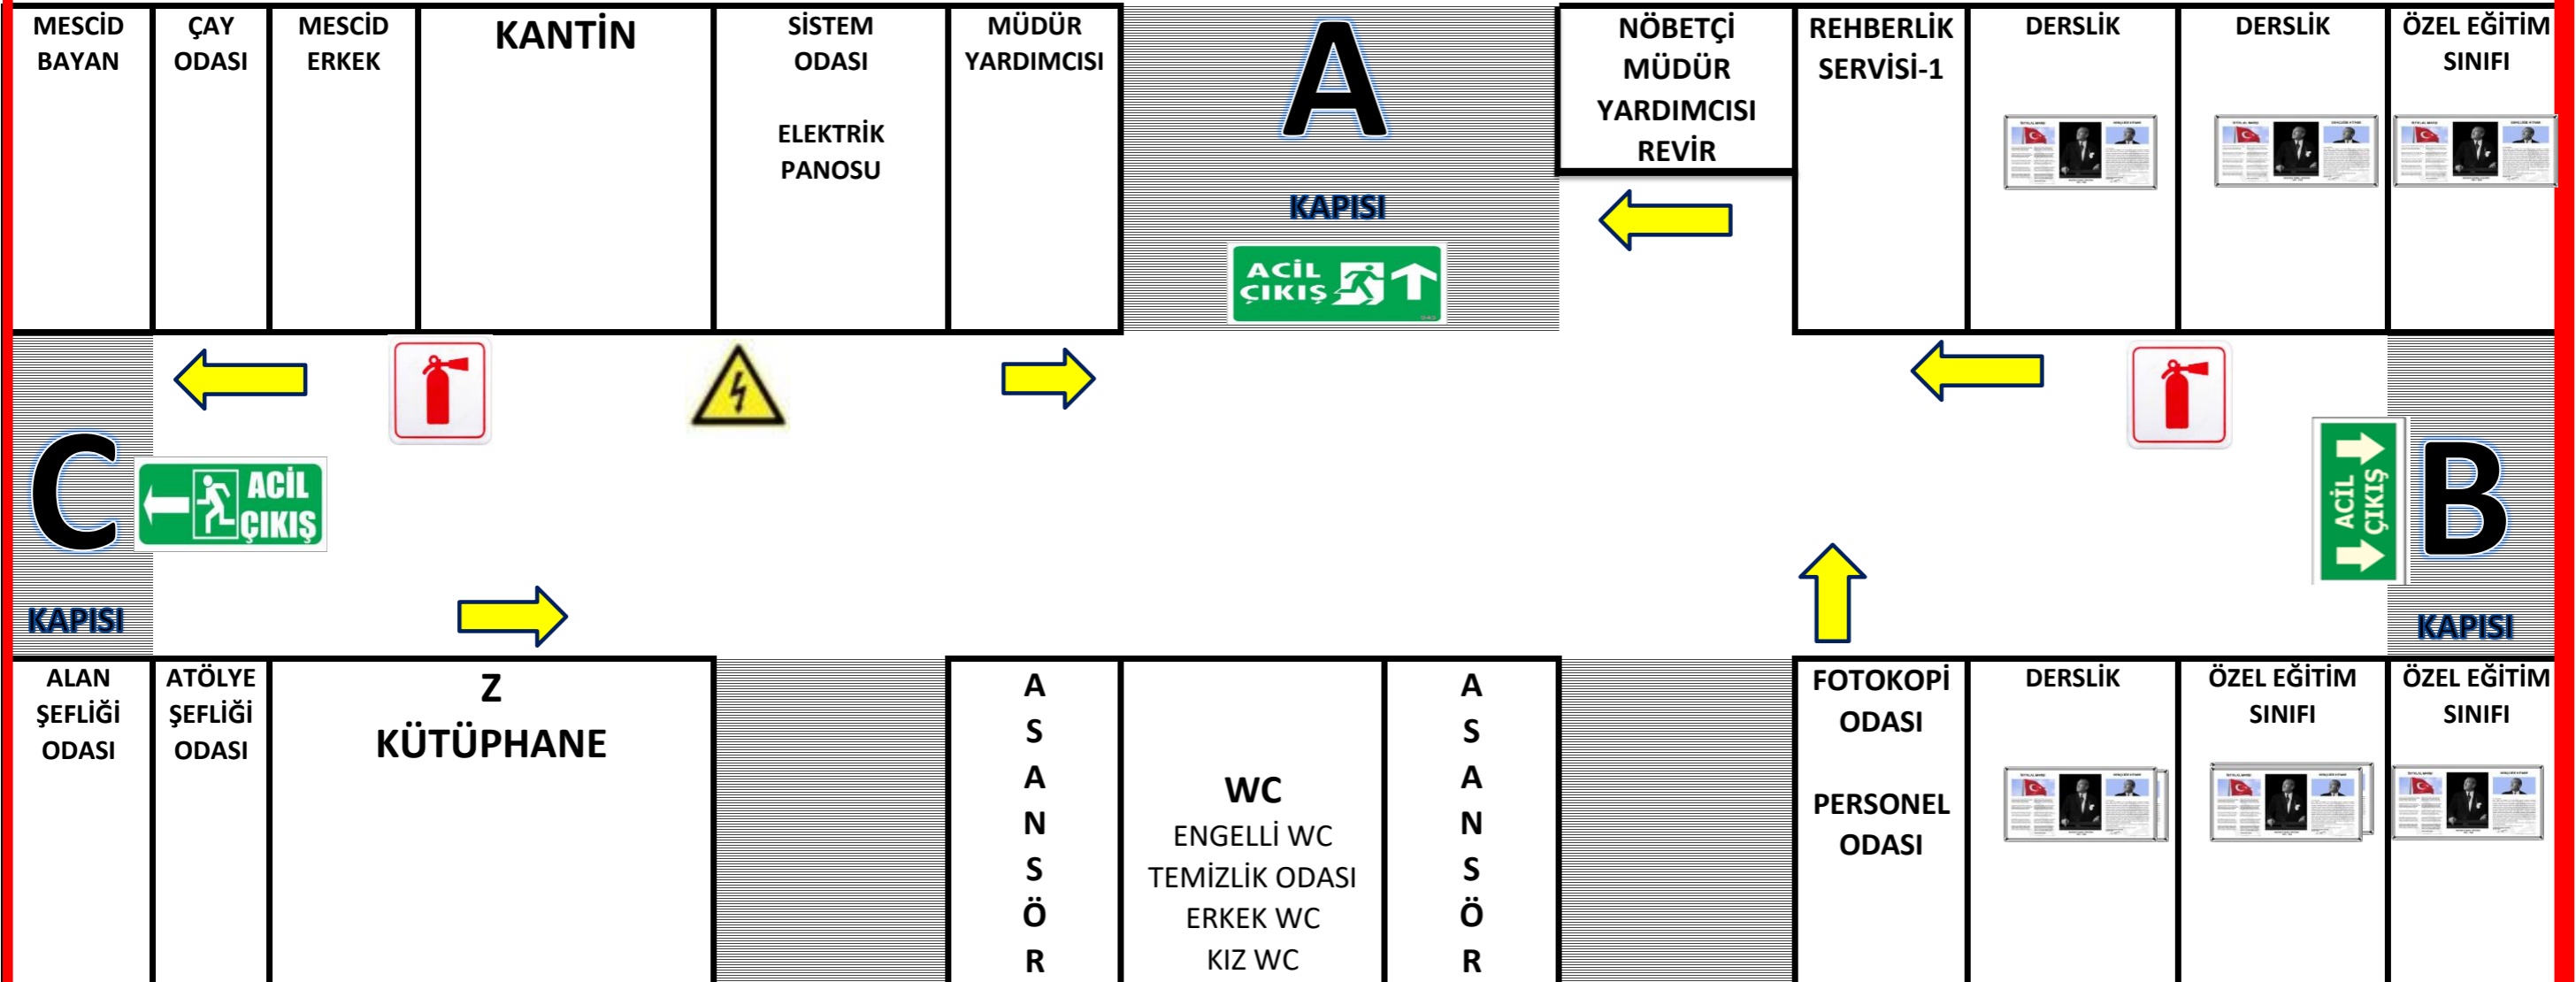 MESCİD
BAYAN
ÇAY
ODASI
MESCİD
ERKEK
KANTİN
SİSTEM
ODASI
ELEKTRİK
PANOSU
MÜDÜR
YARDIMCISI
A
KAPISI
ACİL
ÇIKIŞ
NÖBETÇİ
MÜDÜR
YARDIMCISI
REVİR
REHBERLİK
SERVİSİ-1
DERSLİK
DERSLİK
ÖZEL EĞİTİM
SINIFI
C
KAPISI
ACİL
ÇIKIŞ
ACİL
ÇIKIŞ
B
KAPISI
ALAN
ŞEFLİĞİ
ODASI
ATÖLYE
ŞEFLİĞİ
ODASI
Z
KÜTÜPHANE
A
S
A
N
S
Ö
R
WC
ENGELLİ WC
TEMİZLİK ODASI
ERKEK WC
KIZ WC
A
S
A
N
S
Ö
R
FOTOKOPİ
ODASI
PERSONEL
ODASI
DERSLİK
ÖZEL EĞİTİM
SINIFI
ÖZEL EĞİTİM
SINIFI